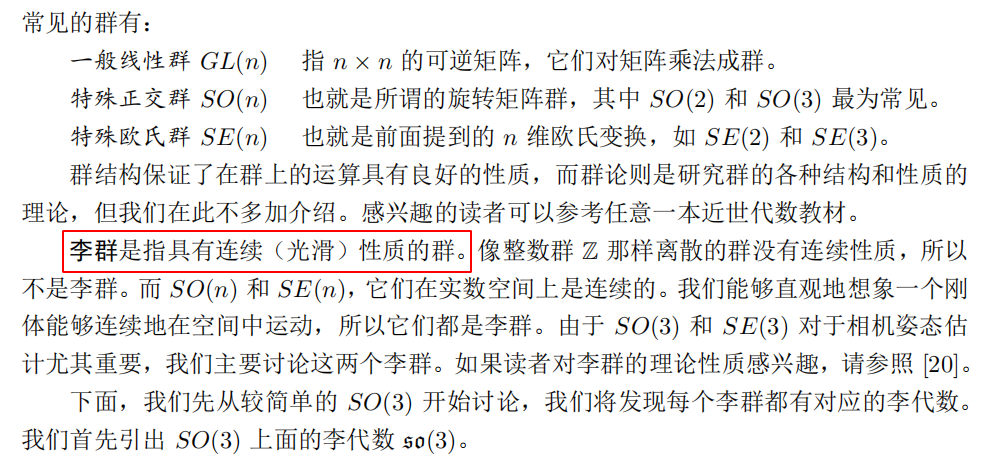 常见的群有：
一般线性群 GL(n) 指 n × n 的可逆矩阵，它们对矩阵乘法成群。
特殊正交群 SO(n) 也就是所谓的旋转矩阵群，其中 SO(2) 和 SO(3) 最为常见。
特殊欧氏群 SE(n) 也就是前面提到的 n 维欧氏变换，如 SE(2) 和 SE(3)。
群结构保证了在群上的运算具有良好的性质，而群论则是研究群的各种结构和性质的
理论，但我们在此不多加介绍。感兴趣的读者可以参考任意一本近世代数教材。
李群是指具有连续（光滑）性质的群。像整数群 ℤ 那样离散的群没有连续性质，所以
不是李群。而 SO(n) 和 SE(n)，它们在实数空间上是连续的。我们能够直观地想象一个刚
体能够连续地在空间中运动，所以它们都是李群。由于 SO(3) 和 SE(3) 对于相机姿态估
计尤其重要，我们主要讨论这两个李群。如果读者对李群的理论性质感兴趣，请参照 [20]。
下面，我们先从较简单的 SO(3) 开始讨论，我们将发现每个李群都有对应的李代数。
我们首先引出 SO(3) 上面的李代数 𝔰𝔬(3)。